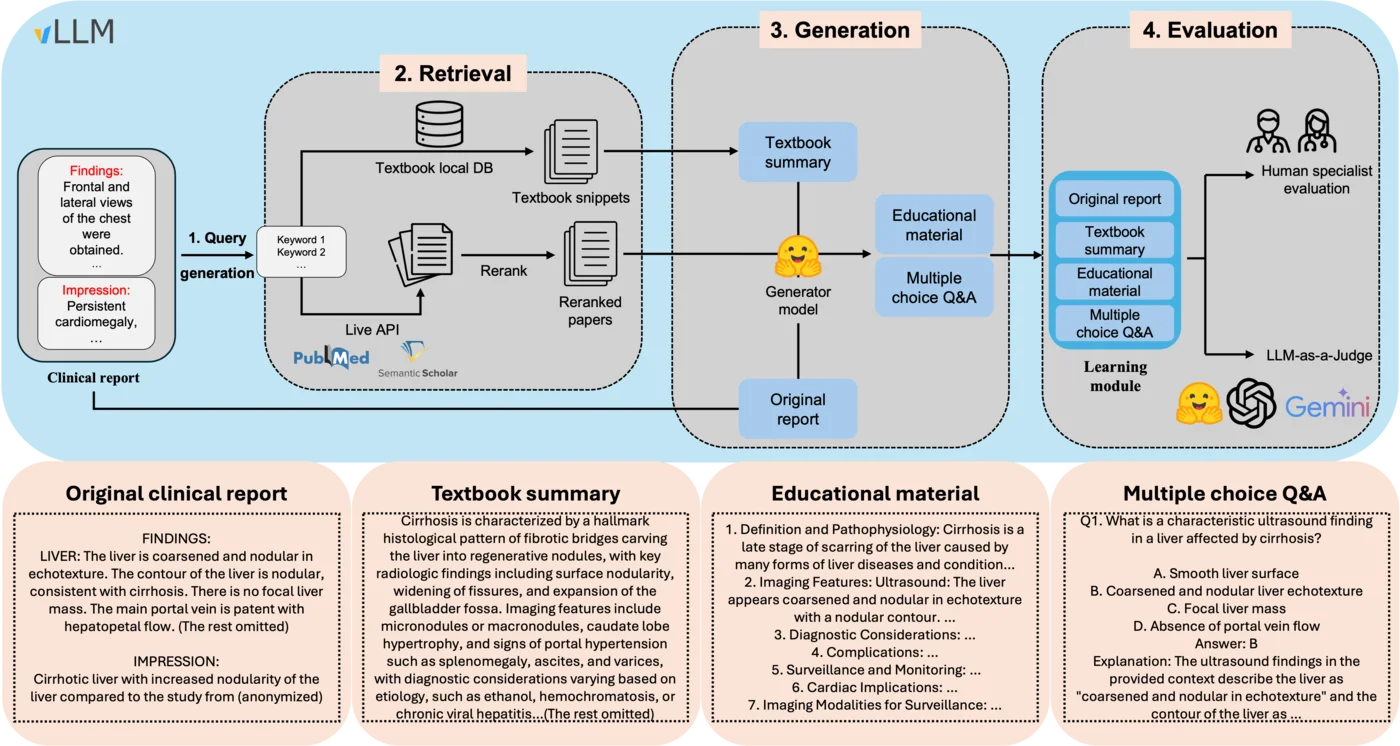 vLLM
2. Retrieval
3. Generation
4. Evaluation
Findings:
Frontal and
lateral views
of the chest
were
obtained.
...
Impression:
Persistent
cardiomegaly,
...
Clinical report
1. Query
generation
Keyword 1
Keyword 2
...
Textbook local DB
Textbook snippets
Live API
PubMed
Semantic Scholar
Rerank
Reranked
papers
Textbook
summary
Generator
model
Original
report
Educational
material
Multiple
choice Q&A
Original report
Textbook
summary
Educational
material
Multiple
choice Q&A
Learning
module
Human specialist
evaluation
LLM-as-a-Judge
Gemini
Original clinical report
FINDINGS:
LIVER: The liver is coarsened and nodular in
echotexture. The contour of the liver is nodular,
consistent with cirrhosis. There is no focal liver
mass. The main portal vein is patent with
hepatopetal flow. (The rest omitted)
IMPRESSION:
Cirrhotic liver with increased nodularity of the
liver compared to the study from (anonymized)
Textbook summary
Cirrhosis is characterized by a hallmark
histological pattern of fibrotic bridges carving
the liver into regenerative nodules, with key
radiologic findings including surface nodularity,
widening of fissures, and expansion of the
gallbladder fossa. Imaging features include
micronodules or macronodules, caudate lobe
hypertrophy, and signs of portal hypertension
such as splenomegaly, ascites, and varices,
with diagnostic considerations varying based on
etiology, such as ethanol, hemochromatosis, or
chronic viral hepatitis...(The rest omitted)
Educational material
1. Definition and Pathophysiology: Cirrhosis is a
late stage of scarring of the liver caused by
many forms of liver diseases and condition...
2. Imaging Features: Ultrasound: The liver
appears coarsened and nodular in echotexture
with a nodular contour. ...
3. Diagnostic Considerations: ...
4. Complications: ...
5. Surveillance and Monitoring: ...
6. Cardiac Implications: ...
7. Imaging Modalities for Surveillance: ...
Multiple choice Q&A
Q1. What is a characteristic ultrasound finding
in a liver affected by cirrhosis?
A. Smooth liver surface
B. Coarsened and nodular liver echotexture
C. Focal liver mass
D. Absence of portal vein flow
Answer: B
Explanation: The ultrasound findings in the
provided context describe the liver as
"coarsened and nodular in echotexture" and the
contour of the liver as ...